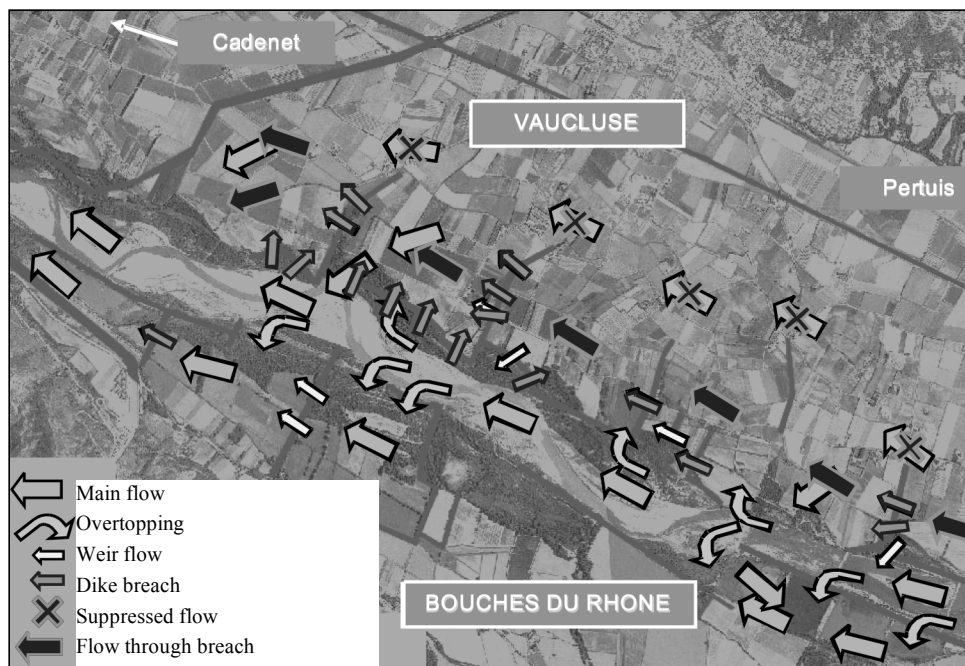 Cadenet
VAUCLUSE
Pertuis
BOUCHES DU RHONE
Main flow
Overtopping
Weir flow
Dike breach
Suppressed flow
Flow through breach